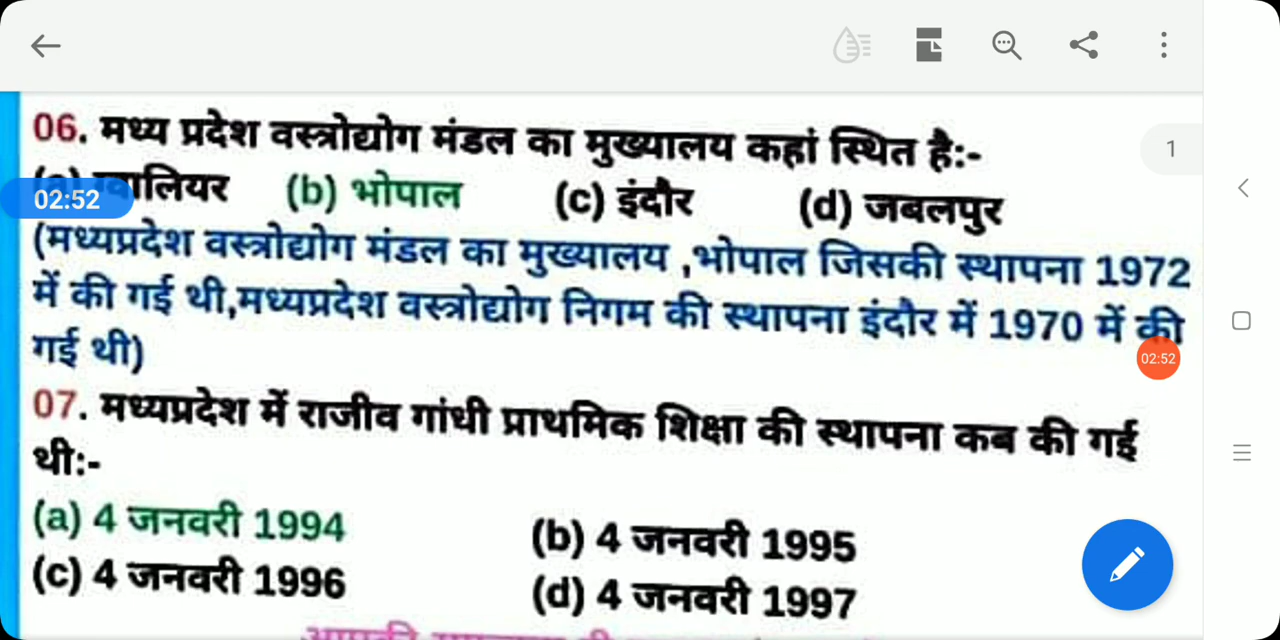 06. मध्य प्रदेश वस्त्रोद्योग मंडल का मुख्यालय कहां स्थित है:-
1
02:52
(b) भोपाल (c) इंदौर (d) जबलपुर
(मध्यप्रदेश वस्त्रोद्योग मंडल का मुख्यालय ,भोपाल जिसकी स्थापना 1972
में की गई थी,मध्यप्रदेश वस्त्रोद्योग निगम की स्थापना इंदौर में 1970 में की
गई थी)
02:52
07. मध्यप्रदेश में राजीव गांधी प्राथमिक शिक्षा की स्थापना कब की गई
थी:-
(a) 4 जनवरी 1994 (b) 4 जनवरी 1995
(c) 4 जनवरी 1996 (d) 4 जनवरी 1997